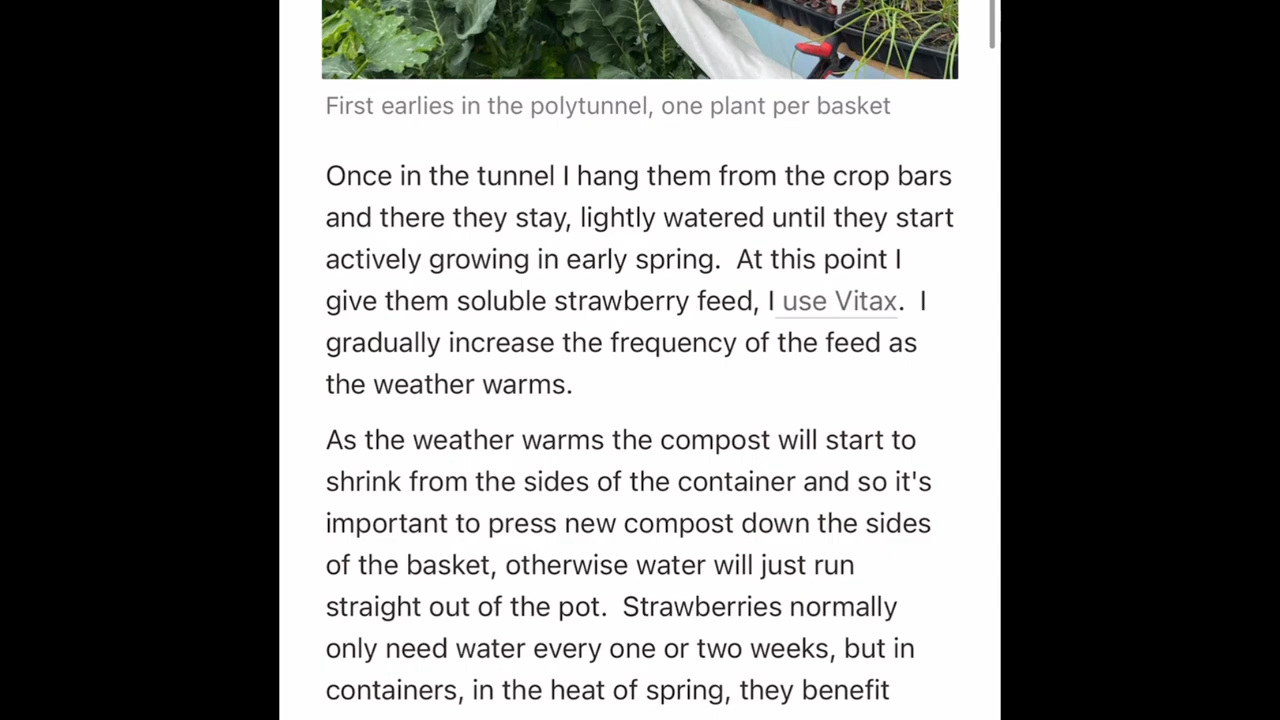 First earlies in the polytunnel, one plant per basket
Once in the tunnel I hang them from the crop bars
and there they stay, lightly watered until they start
actively growing in early spring.  At this point I
give them soluble strawberry feed, I use Vitax.  I
gradually increase the frequency of the feed as
the weather warms.
As the weather warms the compost will start to
shrink from the sides of the container and so it's
important to press new compost down the sides
of the basket, otherwise water will just run
straight out of the pot.  Strawberries normally
only need water every one or two weeks, but in
containers, in the heat of spring, they benefit